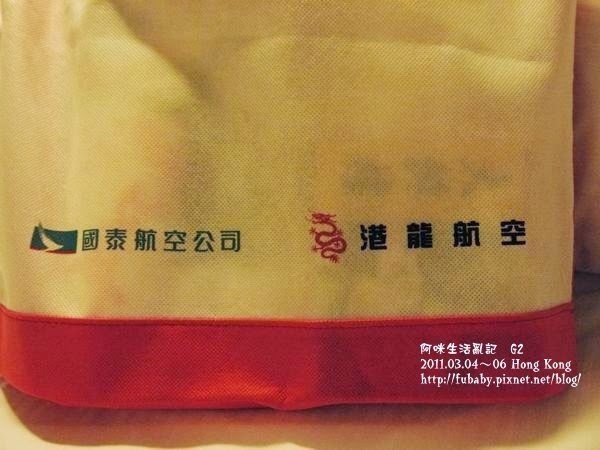 國泰航空公司
港龍航空
阿咪生活亂記 G2
2011.03.04～06 Hong Kong
http://fubaby.pixnet.net/blog/